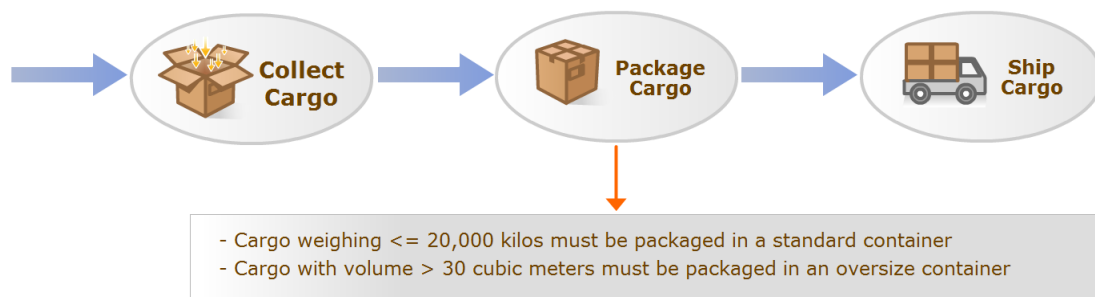 Collect
Cargo
Package
Cargo
Ship
Cargo
- Cargo weighing <= 20,000 kilos must be packaged in a standard container
- Cargo with volume > 30 cubic meters must be packaged in an oversize container